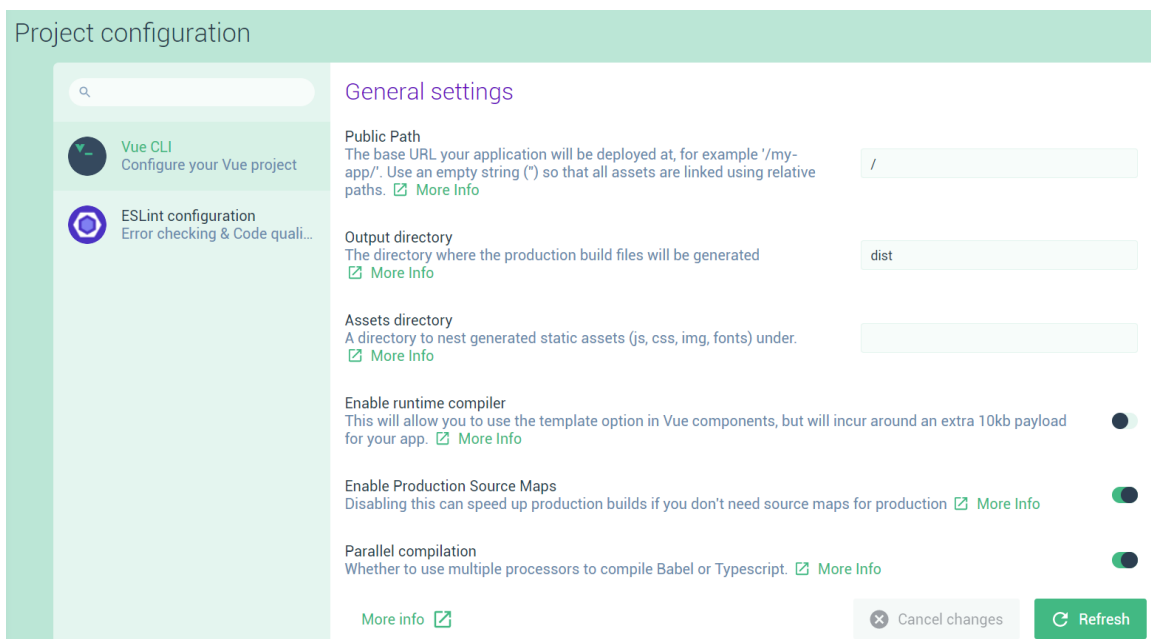 Project configuration
Vue CLI
Configure your Vue project
ESLint configuration
Error checking & Code quali...
General settings
Public Path
The base URL your application will be deployed at, for example '/my-
app/'. Use an empty string ('') so that all assets are linked using relative
paths. More Info
/
Output directory
The directory where the production build files will be generated
More Info
dist
Assets directory
A directory to nest generated static assets (js, css, img, fonts) under.
More Info
Enable runtime compiler
This will allow you to use the template option in Vue components, but will incur around an extra 10kb payload
for your app. More Info
Enable Production Source Maps
Disabling this can speed up production builds if you don't need source maps for production More Info
Parallel compilation
Whether to use multiple processors to compile Babel or Typescript. More Info
More info
Cancel changes
Refresh